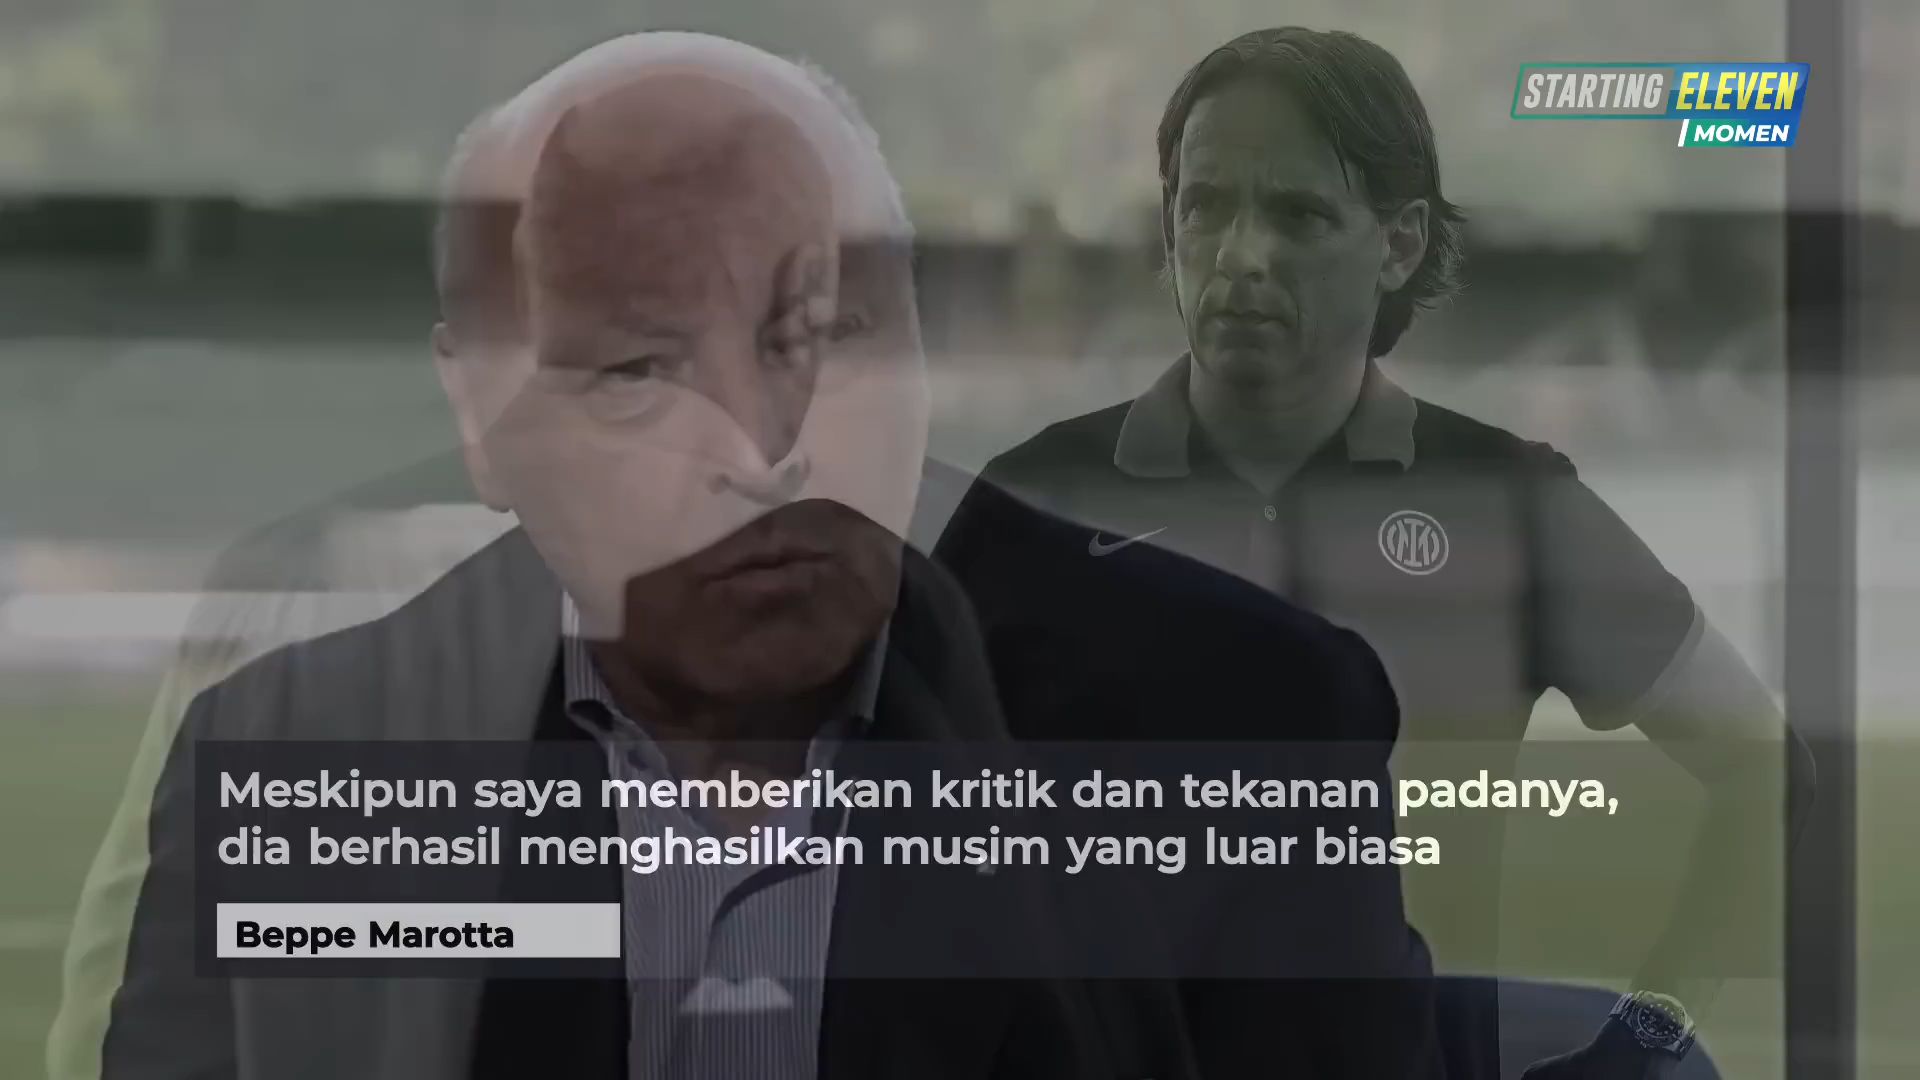 STARTING ELEVEN
MOMEN
Meskipun saya memberikan kritik dan tekanan padanya,
dia berhasil menghasilkan musim yang luar biasa
Beppe Marotta